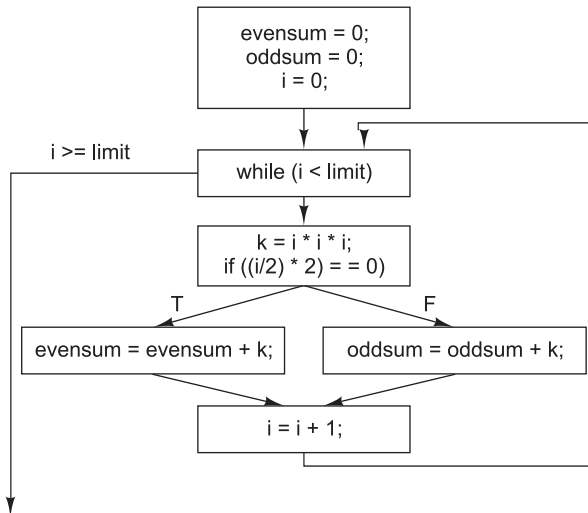 evensum = 0;
oddsum = 0;
i = 0;
i >= limit
while (i < limit)
k = i * i * i;
if ((i/2) * 2) = = 0)
T
F
evensum = evensum + k;
oddsum = oddsum + k;
i = i + 1;